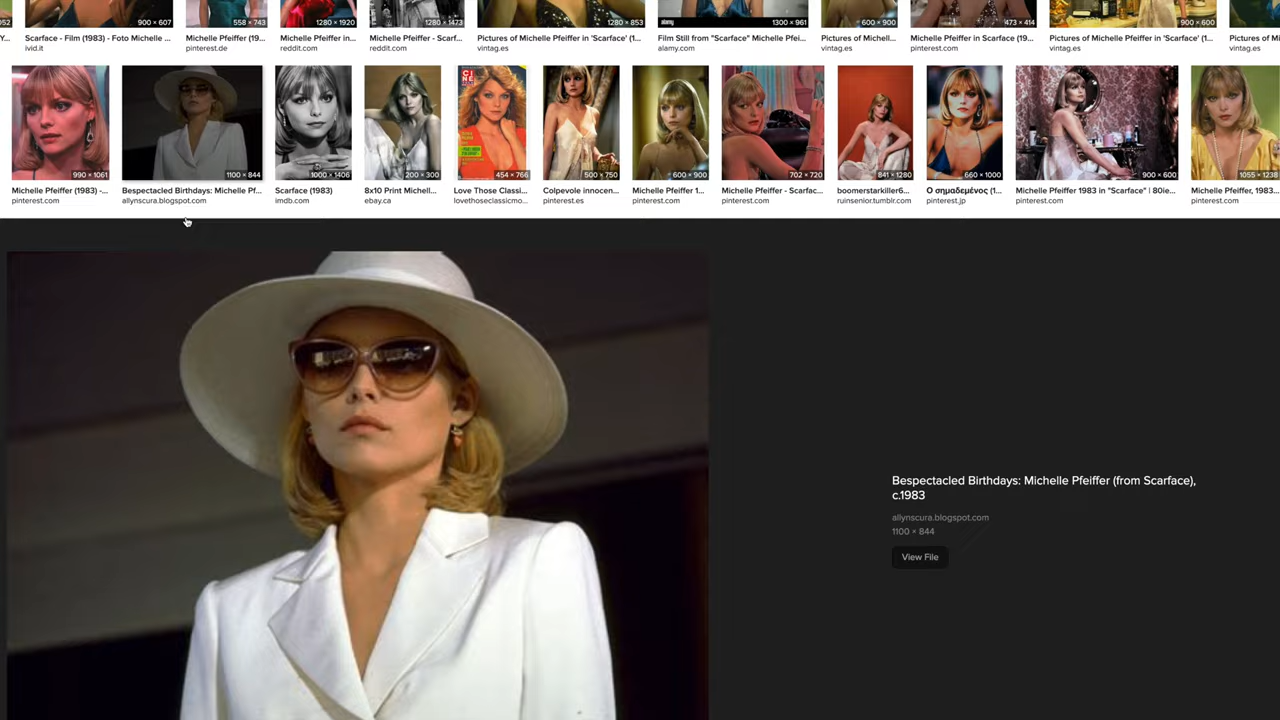 052 900 × 607 558 × 743 1280 × 1920 1280 × 1473 1280 × 853 alamy 1300 × 961 600 × 900 473 × 414 900 × 600
Y... Scarface - Film (1983) - Foto Michelle ... Michelle Pfeiffer (19... Michelle Pfeiffer in... Michelle Pfeiffer - Scarf... Pictures of Michelle Pfeiffer in 'Scarface' (1... Film Still from "Scarface" Michelle Pfei... Pictures of Michell... Michelle Pfeiffer in Scarface (19... Pictures of Michelle Pfeiffer in 'Scarface' (1... Pictures of Mi
ivid.it pinterest.de reddit.com reddit.com vintag.es alamy.com vintag.es pinterest.com vintag.es vintag.es
CI
NE
990 × 1061 1100 × 844 1000 × 1406 200 × 300 454 × 766 500 × 750 600 × 900 702 × 720 841 × 1280 660 × 1000 900 × 600 1055 × 1238
Michelle Pfeiffer (1983) -... Bespectacled Birthdays: Michelle Pf... Scarface (1983) 8x10 Print Michell... Love Those Classi... Colpevole innocen... Michelle Pfeiffer 1... Michelle Pfeiffer - Scarfac... boomerstarkiller6... Ο σημαδεμένος (1... Michelle Pfeiffer 1983 in "Scarface" | 80ie... Michelle Pfeiffer, 1983...
pinterest.com allynscura.blogspot.com imdb.com ebay.ca lovethoseclassicmo... pinterest.es pinterest.com pinterest.com ruinsenior.tumblr.com pinterest.jp pinterest.com pinterest.com
Bespectacled Birthdays: Michelle Pfeiffer (from Scarface),
c.1983
allynscura.blogspot.com
1100 × 844
View File